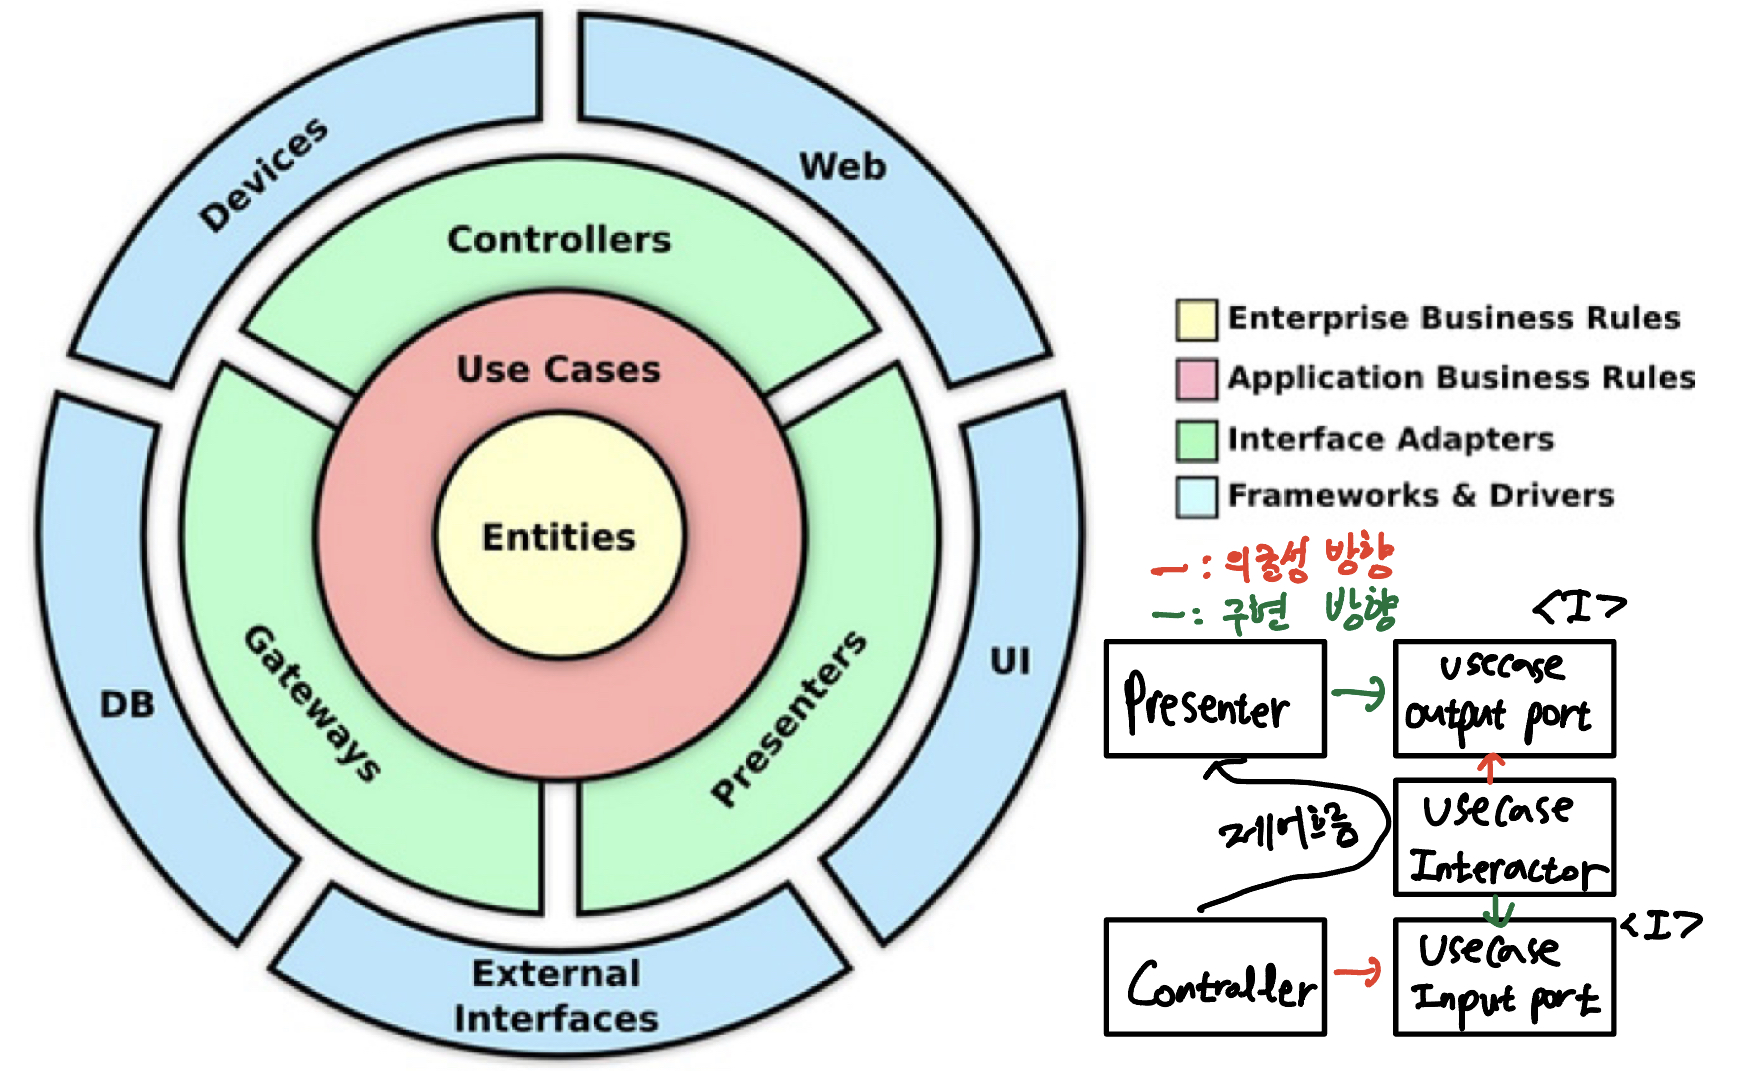 Devices
Web
Controllers
Use Cases
Entities
Gateways
Presenters
DB
UI
External
Interfaces
Enterprise Business Rules
Application Business Rules
Interface Adapters
Frameworks & Drivers
— : 의존성 방향
— : 구현 방향
<I>
Presenter
usecase
output port
제어흐름
usecase
Interactor
<I>
Controller
Usecase
Input port